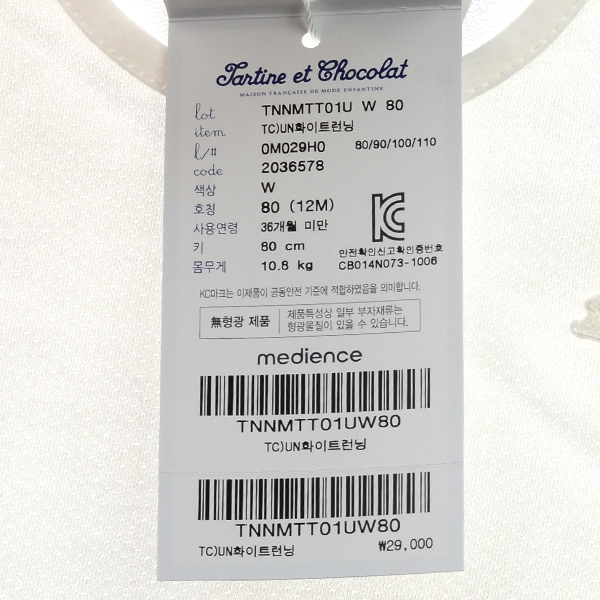 Tartine et Chocolat
MAISON FRANÇAISE DE MODE ENFANTINE
lot TNNMTT01U W 80
item TC)UN화이트런닝
l/# 0M029H0 80/90/100/110
code 2036578
색상 W
호칭 80 (12M)
사용연령 36개월 미만
키 80 cm
몸무게 10.8 kg
안전확인신고확인증번호
CB014N073-1006
KC마크는 이제품이 공동안전 기준에 적합하였음을 의미합니다.
無형광 제품
제품특성상 일부 부자재류는
형광물질이 있을 수 있습니다.
medience
TNNMTT01UW80
TC)UN화이트런닝
TNNMTT01UW80
TC)UN화이트런닝 ₩29,000